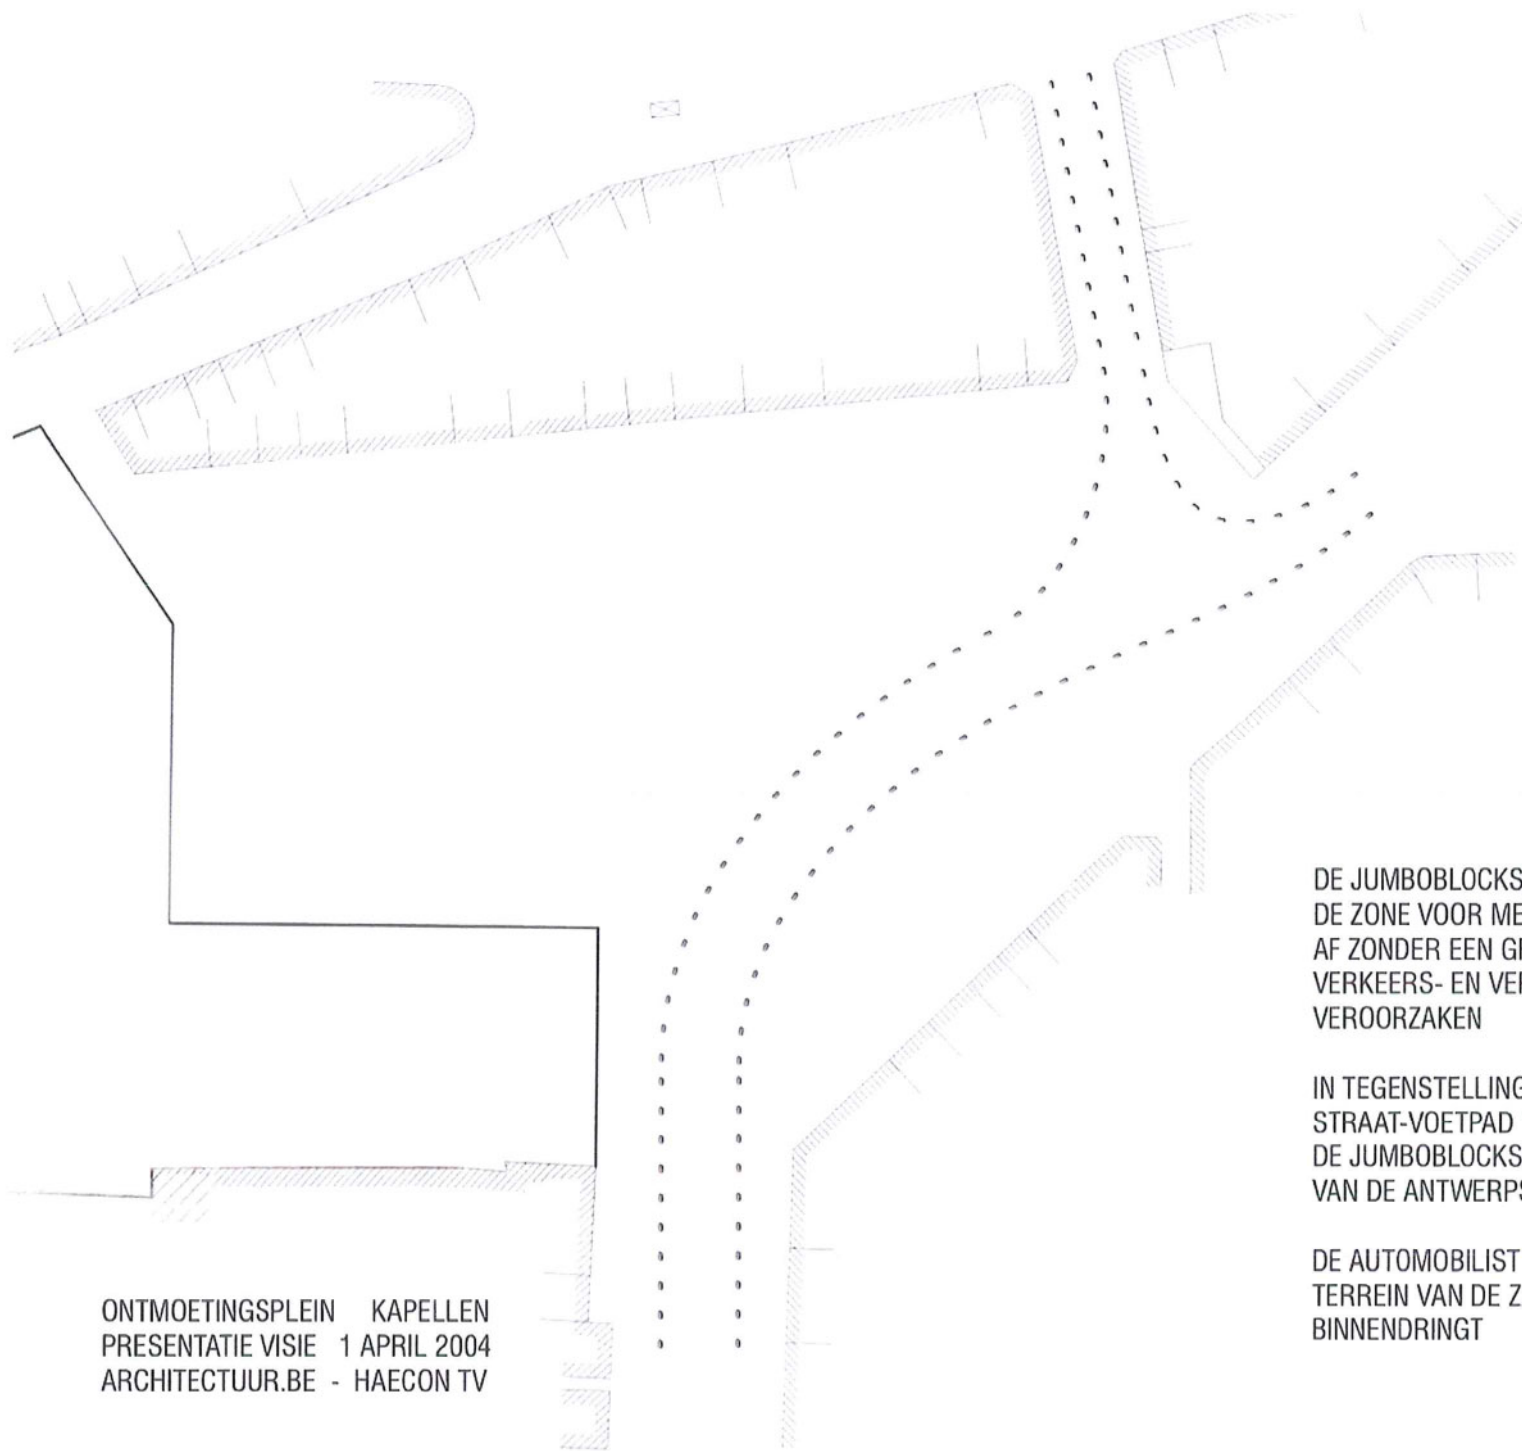 DE JUMBOBLOCKS
DE ZONE VOOR
AF ZONDER EEN
VERKEERS- EN
VEROORZAKEN
IN TEGENSTELLING
STRAAT-VOETPAD
DE JUMBOBLOCKS
VAN DE
DE AUTOMOBILIST
TERREIN VAN DE
BINNENDRINGT
ONTMOETINGSPLEIN KAPELLEN
PRESENTATIE VISIE 1 APRIL 2004
ARCHITECTUUR.BE - HAECON TV